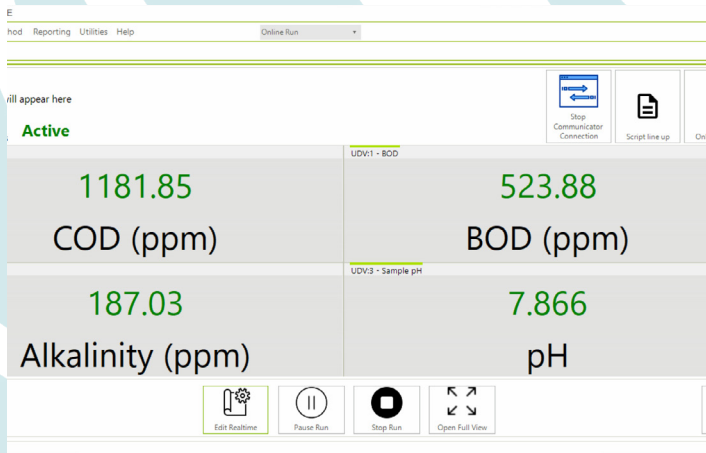 E
hod Reporting Utilities Help Online Run
will appear here
Active
Stop
Communicator
Connection
Script line up
On
UDV:1 - BOD
1181.85
523.88
COD (ppm)
BOD (ppm)
UDV:3 - Sample pH
187.03
7.866
Alkalinity (ppm)
pH
Edit Realtime
Pause Run
Stop Run
Open Full View